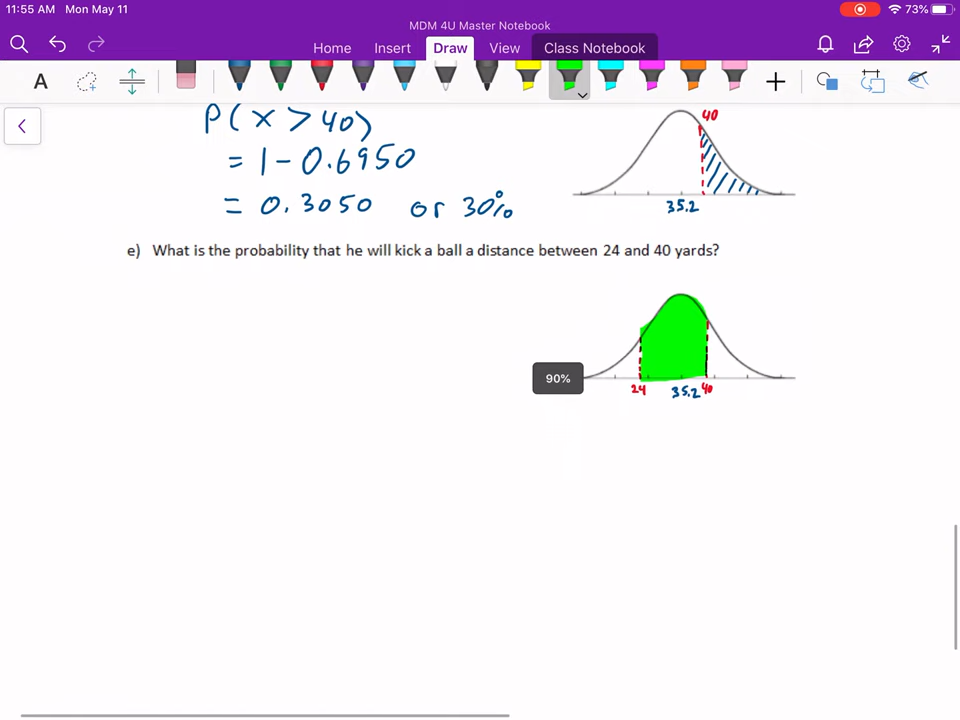 11:55 AM Mon May 11
73%
MDM 4U Master Notebook
Home Insert Draw View Class Notebook
A
P(X > 40)
= 1 - 0.6950
= 0.3050 or 30%
40
35.2
e) What is the probability that he will kick a ball a distance between 24 and 40 yards?
90%
24 35.2 40